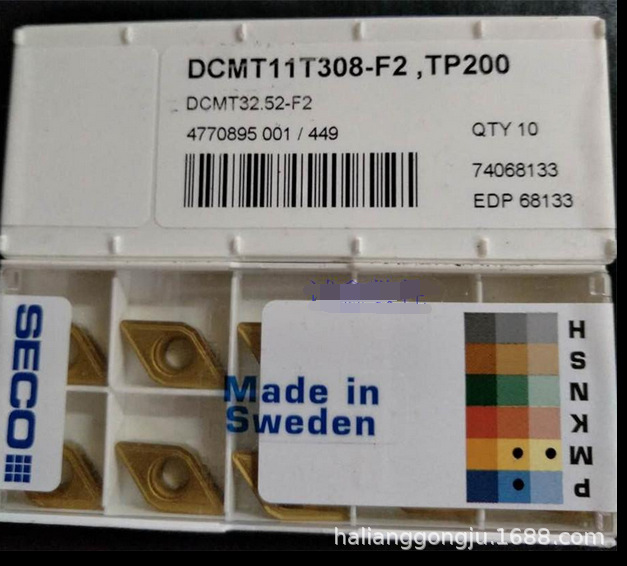 DCMT11T308-F2 ,TP200
DCMT32.52-F2
4770895 001 / 449
QTY 10
74068133
EDP 68133
SECO
Made in
Sweden
H
S
N
K
M
P
halianggongju.1688.com